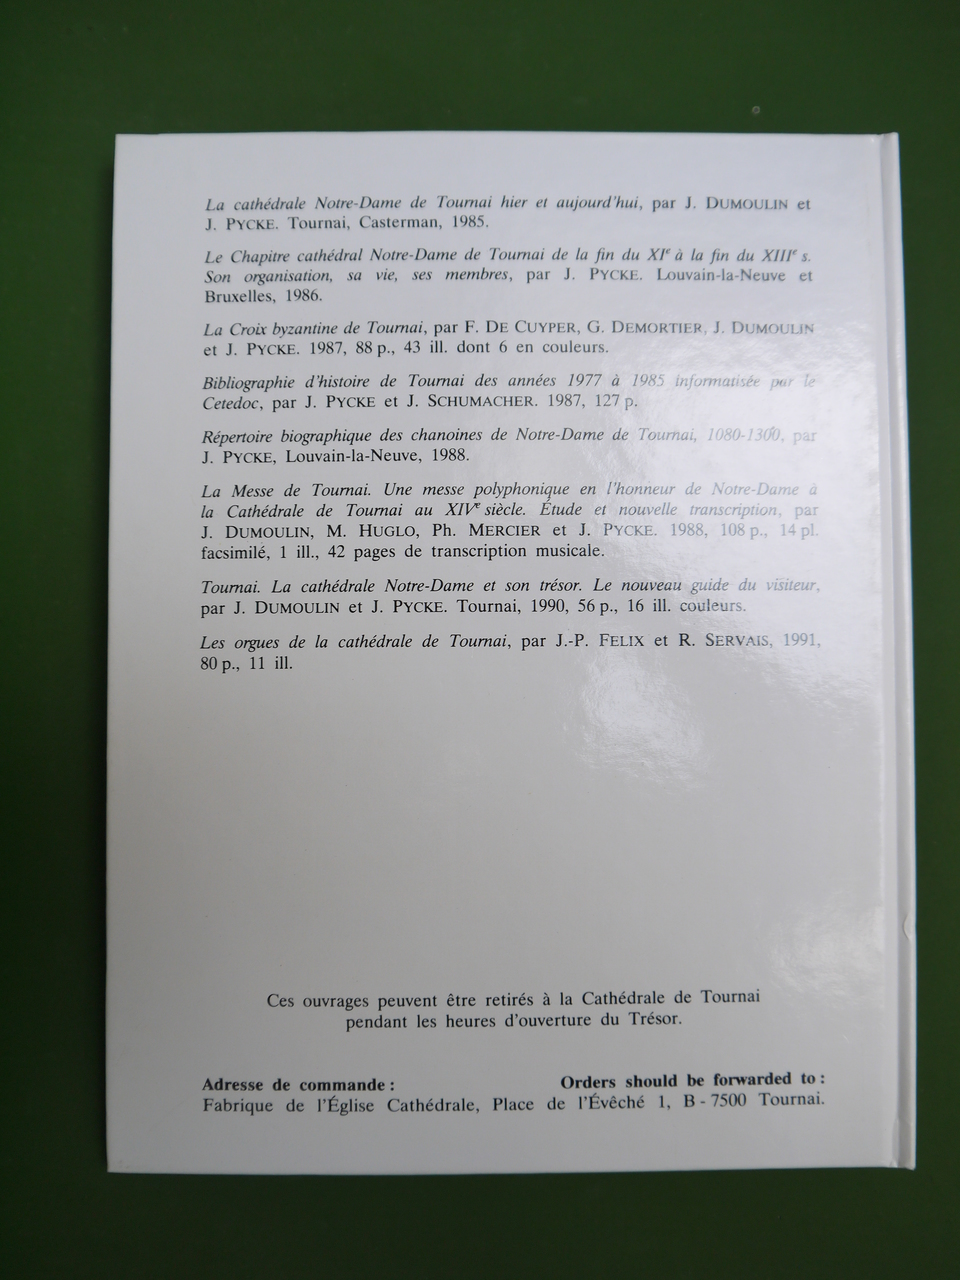 La cathédrale Notre-Dame de Tournai hier et aujourd'hui, par J. DUMOULIN et
J. PYCKE. Tournai, Casterman, 1985.
Le Chapitre cathédral Notre-Dame de Tournai de la fin du XIe à la fin du XIIIe s.
Son organisation, sa vie, ses membres, par J. PYCKE. Louvain-la-Neuve et
Bruxelles, 1986.
La Croix byzantine de Tournai, par F. DE CUYPER, G. DEMORTIER, J. DUMOULIN
et J. PYCKE. 1987, 88 p., 43 ill. dont 6 en couleurs.
Bibliographie d'histoire de Tournai des années 1977 à 1985 informatisée par le
Cetedoc, par J. PYCKE et J. SCHUMACHER. 1987, 127 p.
Répertoire biographique des chanoines de Notre-Dame de Tournai, 1080-1300, par
J. PYCKE, Louvain-la-Neuve, 1988.
La Messe de Tournai. Une messe polyphonique en l'honneur de Notre-Dame à
la Cathédrale de Tournai au XIVe siècle. Étude et nouvelle transcription, par
J. DUMOULIN, M. HUGLO, Ph. MERCIER et J. PYCKE. 1988, 108 p., 14 pl.
facsimilé, 1 ill., 42 pages de transcription musicale.
Tournai. La cathédrale Notre-Dame et son trésor. Le nouveau guide du visiteur,
par J. DUMOULIN et J. PYCKE. Tournai, 1990, 56 p., 16 ill. couleurs.
Les orgues de la cathédrale de Tournai, par J.-P. FELIX et R. SERVAIS, 1991,
80 p., 11 ill.
Ces ouvrages peuvent être retirés à la Cathédrale de Tournai
pendant les heures d'ouverture du Trésor.
Adresse de commande : Orders should be forwarded to :
Fabrique de l'Église Cathédrale, Place de l'Évêché 1, B - 7500 Tournai.